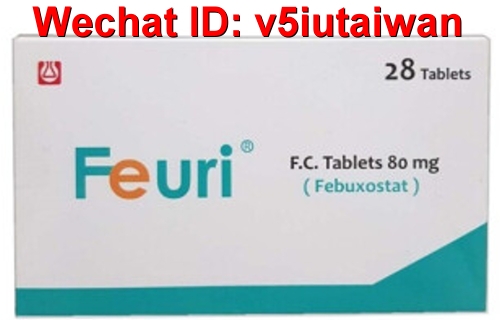 Wechat ID: v5iutaiwan
28 Tablets
Feuri®
F.C. Tablets 80 mg
( Febuxostat )